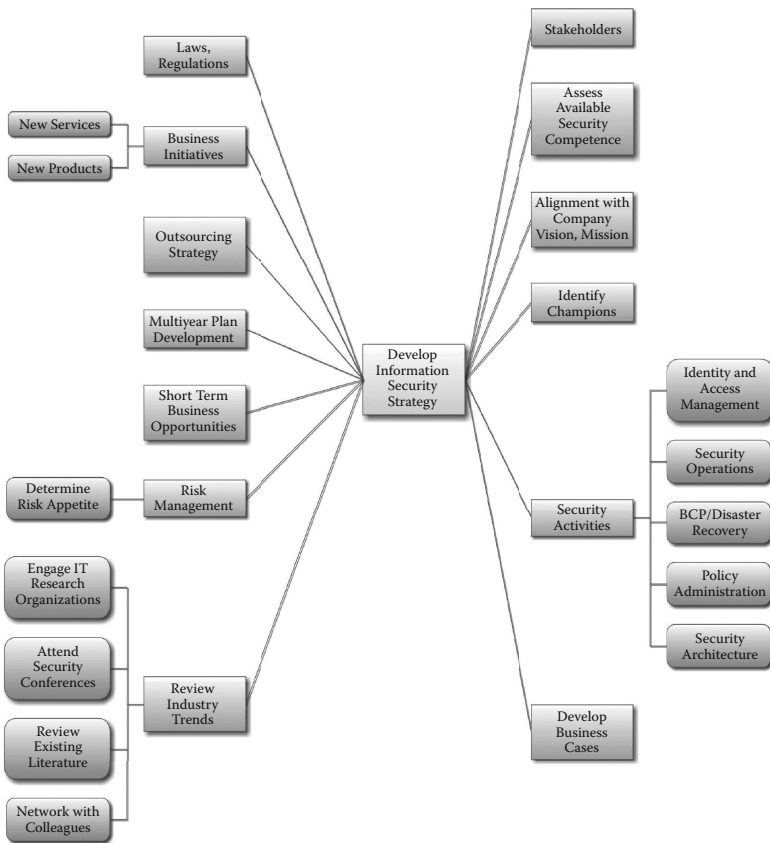 Laws,
Regulations
New Services
New Products
Business
Initiatives
Outsourcing
Strategy
Multiyear Plan
Development
Short Term
Business
Opportunities
Determine
Risk Appetite
Risk
Management
Engage IT
Research
Organizations
Attend
Security
Conferences
Review
Existing
Literature
Network with
Colleagues
Review
Industry
Trends
Develop
Information
Security
Strategy
Stakeholders
Assess
Available
Security
Competence
Alignment with
Company
Vision, Mission
Identify
Champions
Security
Activities
Identity and
Access
Management
Security
Operations
BCP/Disaster
Recovery
Policy
Administration
Security
Architecture
Develop
Business
Cases